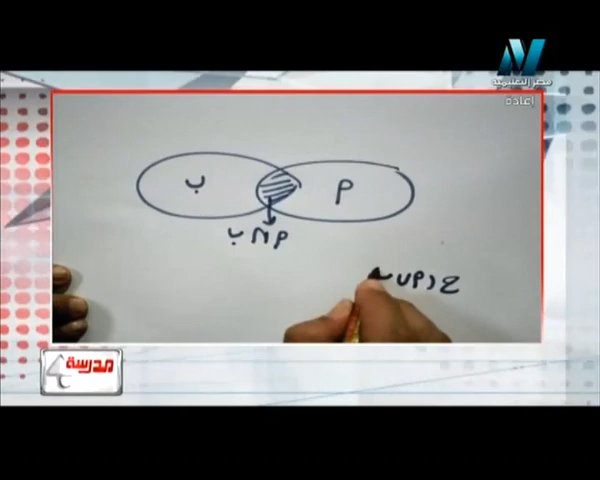 مصر التعليمية
إعادة
ب م
م ∩ ب
ح ( م ∪ ب
مدرسة